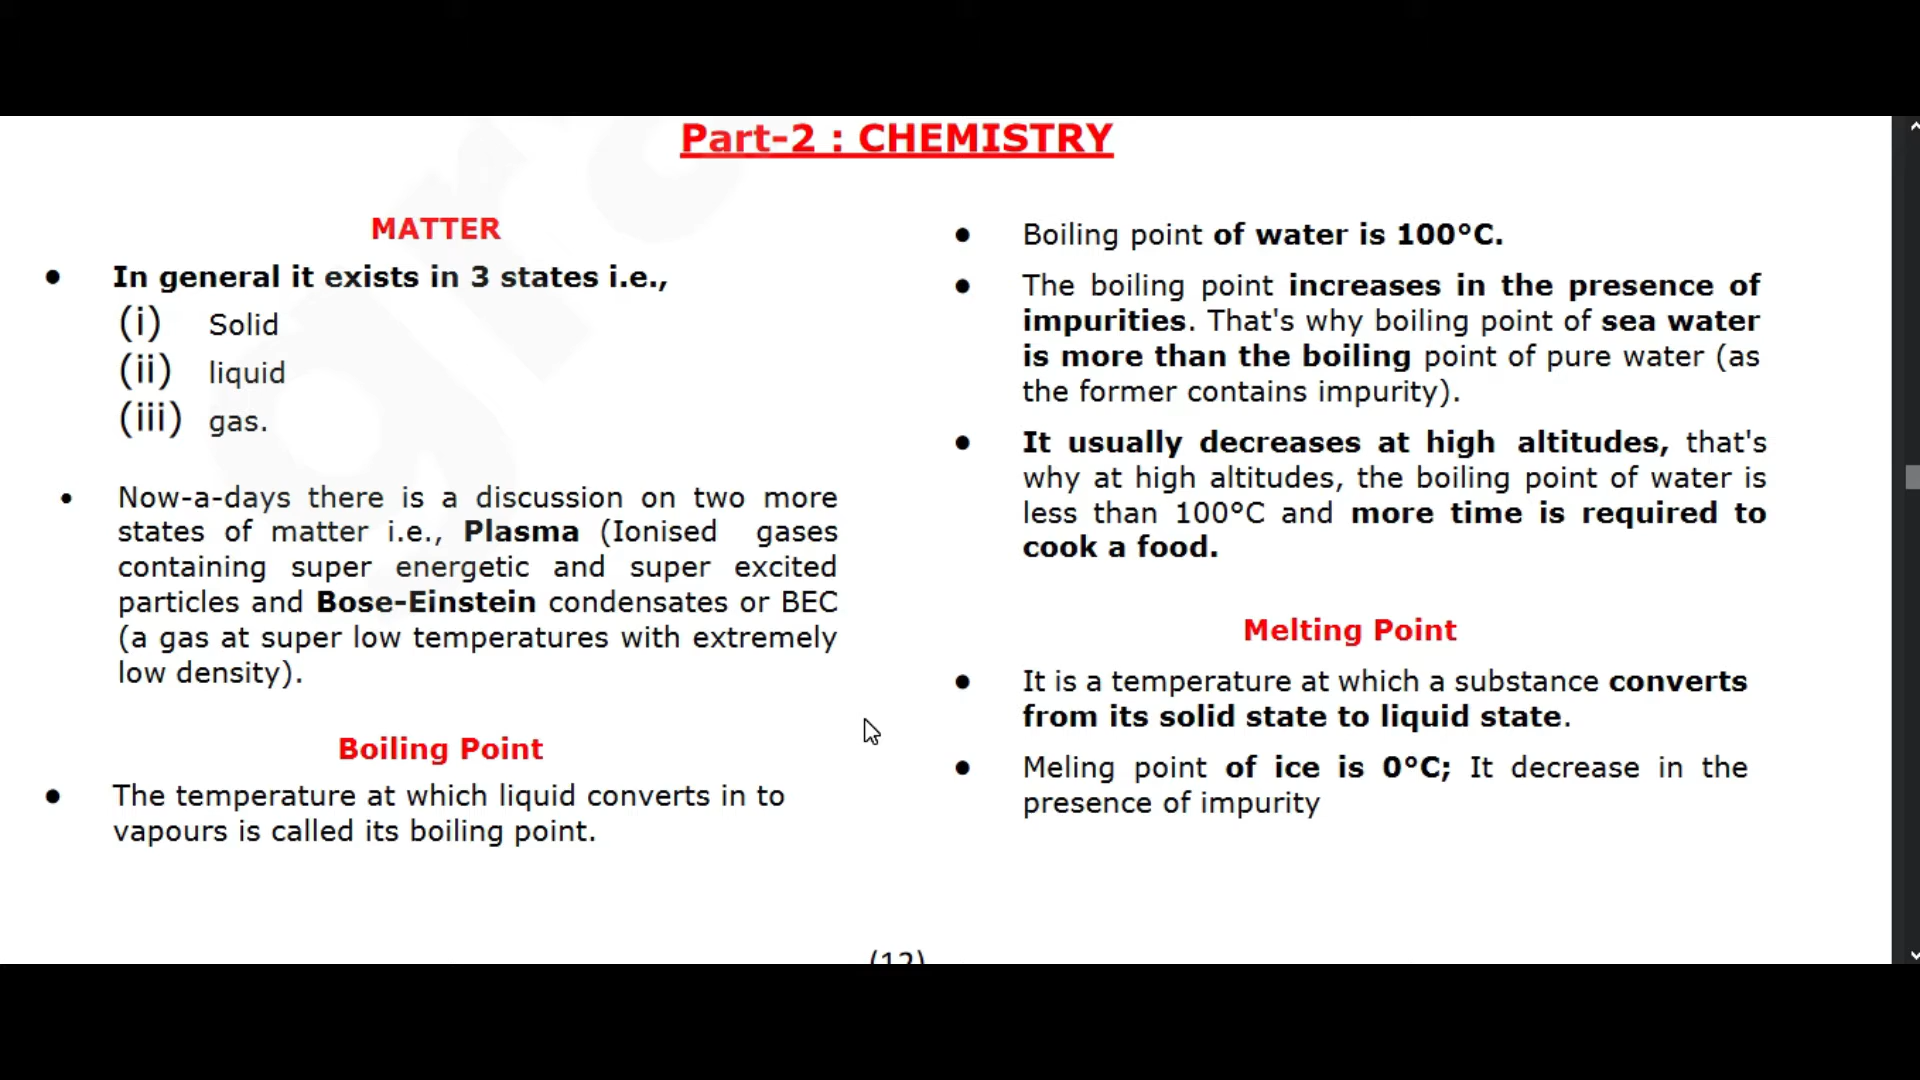 Part-2 : CHEMISTRY
MATTER
● In general it exists in 3 states i.e.,
(i) Solid
(ii) liquid
(iii) gas.
• Now-a-days there is a discussion on two more
states of matter i.e., Plasma (Ionised gases
containing super energetic and super excited
particles and Bose-Einstein condensates or BEC
(a gas at super low temperatures with extremely
low density).
Boiling Point
● The temperature at which liquid converts in to
vapours is called its boiling point.
● Boiling point of water is 100°C.
● The boiling point increases in the presence of
impurities. That's why boiling point of sea water
is more than the boiling point of pure water (as
the former contains impurity).
● It usually decreases at high altitudes, that's
why at high altitudes, the boiling point of water is
less than 100°C and more time is required to
cook a food.
Melting Point
● It is a temperature at which a substance converts
from its solid state to liquid state.
● Meling point of ice is 0°C; It decrease in the
presence of impurity
(12)